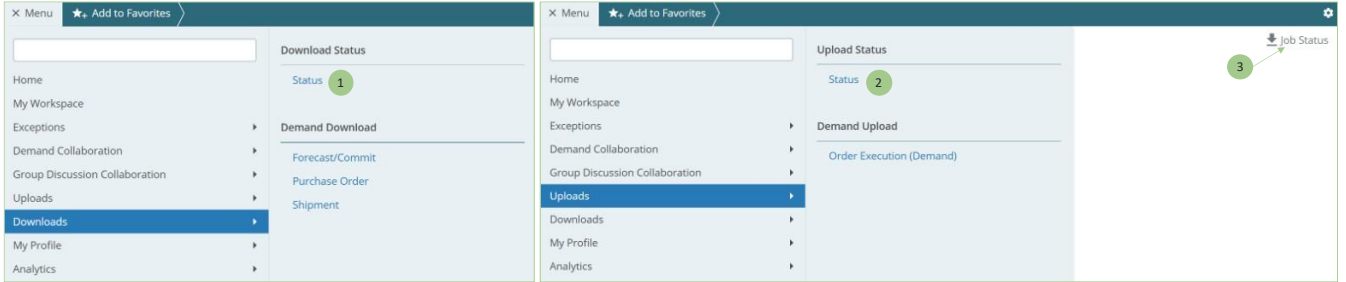 × Menu ★+ Add to Favorites
Home
My Workspace
Exceptions
Demand Collaboration
Group Discussion Collaboration
Uploads
Downloads
My Profile
Analytics
Download Status
Status 1
Demand Download
Forecast/Commit
Purchase Order
Shipment
× Menu ★+ Add to Favorites
Home
My Workspace
Exceptions
Demand Collaboration
Group Discussion Collaboration
Uploads
Downloads
My Profile
Analytics
Upload Status
Status 2
Demand Upload
Order Execution (Demand)
Job Status
3